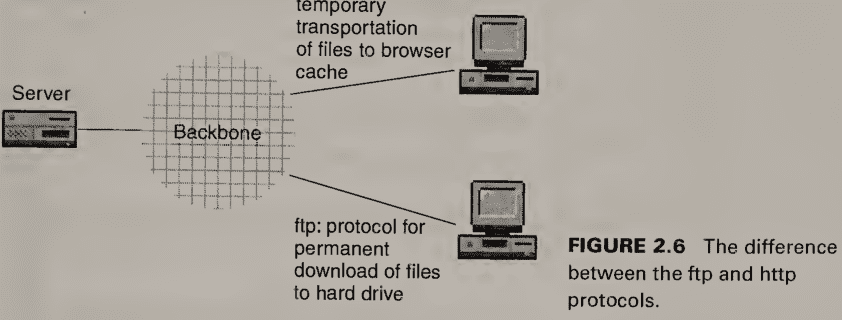 temporary
transportation
of files to browser
cache
Server
Backbone
ftp: protocol for
permanent
download of files
to hard drive
FIGURE 2.6 The difference
between the ftp and http
protocols.